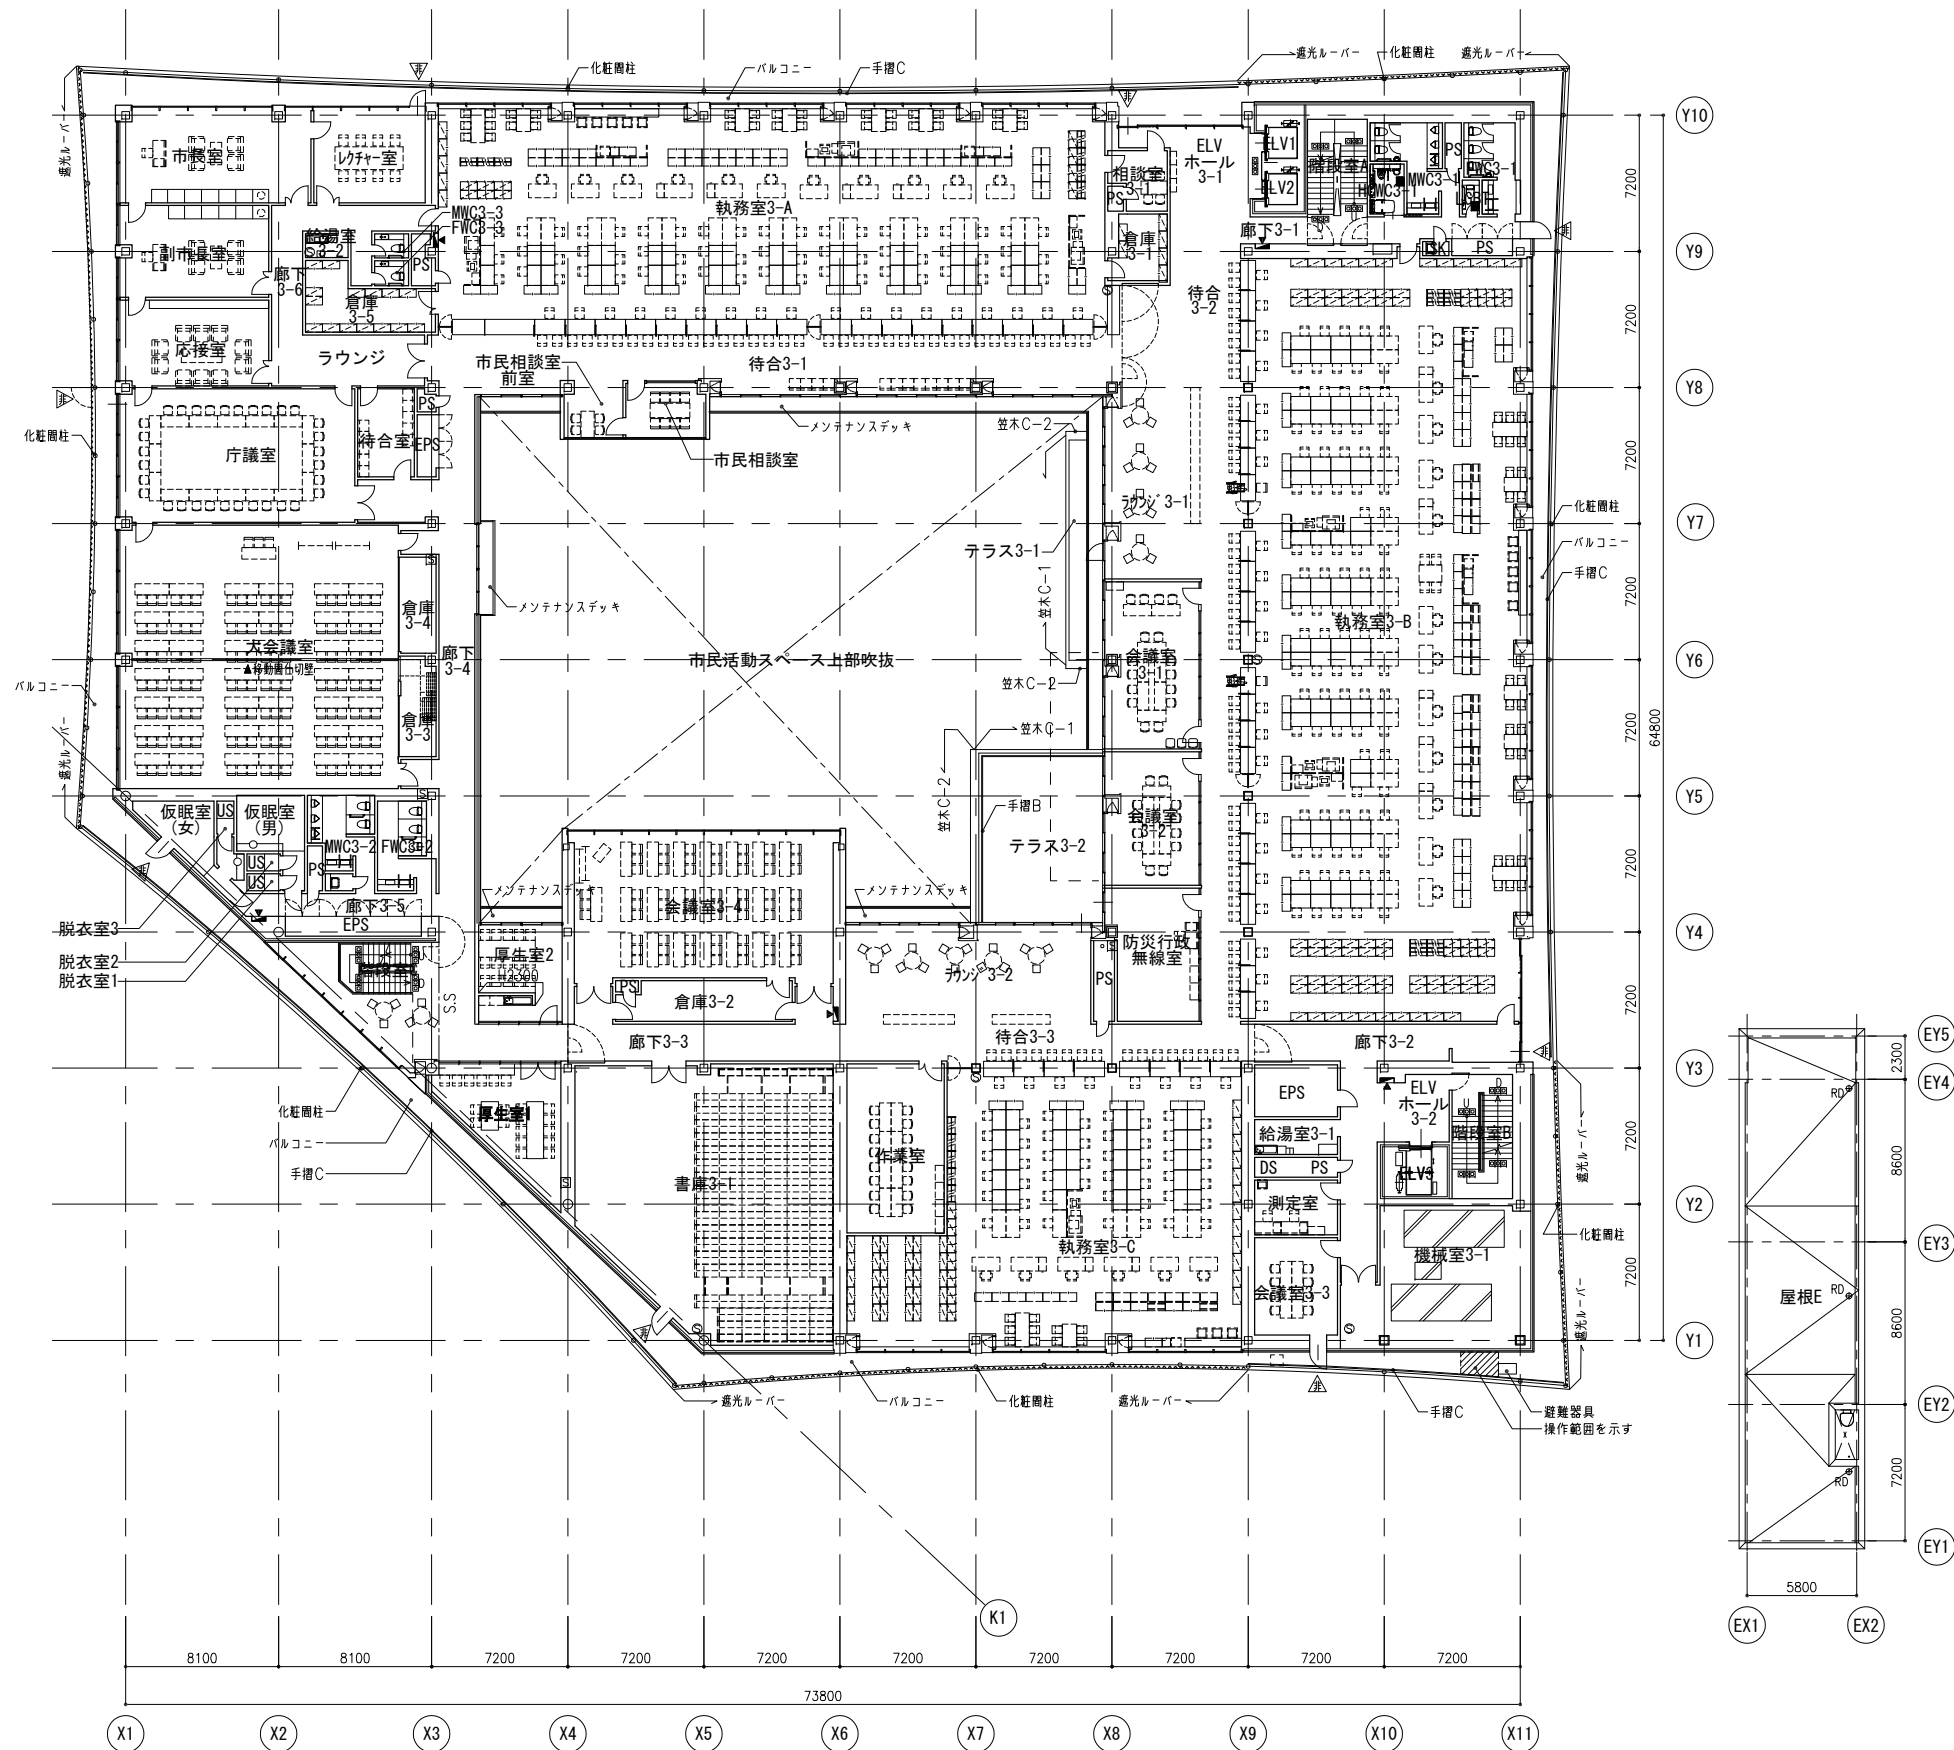 遮光ルーバー
化粧間柱
バルコニー
手摺C
遮光ルーバー
化粧間柱
遮光ルーバー
非
非
Y10
市長室
レクチャー室
執務室3-A
相談室
3-1
PS
ELV
ホール
3-1
ELV1
ELV2
階段室A
PS
MWC3-1
廊下3-1
SK
PS
非
7200
副市長室
給湯室
3-2
MWC3-3
FWC3-3
PS
廊下
3-6
倉庫
3-5
倉庫
3-1
待合
3-2
Y9
7200
応接室
ラウンジ
市民相談室
前室
待合3-1
Y8
非
化粧間柱
庁議室
待合室
PS
EPS
市民相談室
メンテナンスデッキ
笠木C-2
ラウンジ3-1
7200
64800
Y7
化粧間柱
バルコニー
手摺C
テラス3-1
笠木C-1
メンテナンスデッキ
7200
倉庫
3-4
大会議室
▲移動間仕切壁
廊下
3-4
倉庫
3-3
市民活動スペース上部吹抜
会議室
3-1
執務室3-B
Y6
バルコニー
遮光ルーバー
笠木C-2
笠木C-1
笠木C-2
7200
Y5
仮眠室
(女)
US
仮眠室
(男)
MWC3-2
FWC3-2
US
US
PS
手摺B
テラス3-2
会議室
3-2
7200
非
廊下3-5
EPS
脱衣室3
脱衣室2
脱衣室1
メンテナンスデッキ
会議室3-4
メンテナンスデッキ
Y4
厚生室2
PS
倉庫3-2
ラウンジ3-2
PS
防災行政
無線室
S.S
7200
廊下3-3
待合3-3
廊下3-2
非
Y3
化粧間柱
バルコニー
手摺C
厚生室1
書庫3-1
作業室
EPS
給湯室3-1
DS
PS
ELV
ホール
3-2
階段室B
U
D
ELV3
遮光ルーバー
7200
Y2
測定室
執務室3-C
会議室3-3
機械室3-1
化粧間柱
遮光ルーバー
7200
Y1
非
非
遮光ルーバー
バルコニー
化粧間柱
遮光ルーバー
手摺C
避難器具
操作範囲を示す
K1
8100
8100
7200
7200
7200
7200
7200
7200
7200
7200
73800
X1
X2
X3
X4
X5
X6
X7
X8
X9
X10
X11
EY5
2300
EY4
RD
8600
EY3
屋根E
RD
8600
EY2
RD
7200
EY1
5800
EX1
EX2